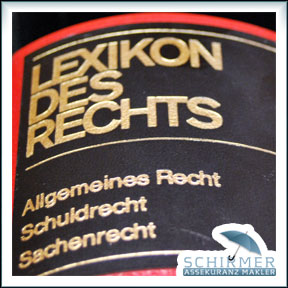 LEXIKON
DES
RECHTS
Allgemeines Recht
Schuldrecht
Sachenrecht
SCHIRMER
ASSEKURANZ MAKLER